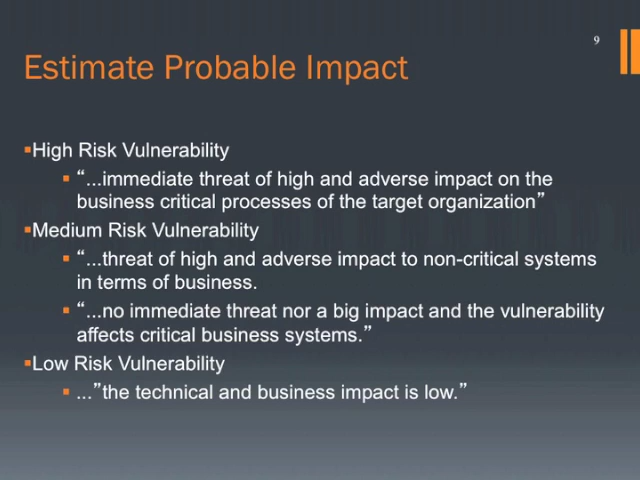 9
Estimate Probable Impact
▪High Risk Vulnerability
▪ “...immediate threat of high and adverse impact on the
business critical processes of the target organization”
▪Medium Risk Vulnerability
▪ “...threat of high and adverse impact to non-critical systems
in terms of business.
▪ “...no immediate threat nor a big impact and the vulnerability
affects critical business systems.”
▪Low Risk Vulnerability
▪ ...”the technical and business impact is low.”